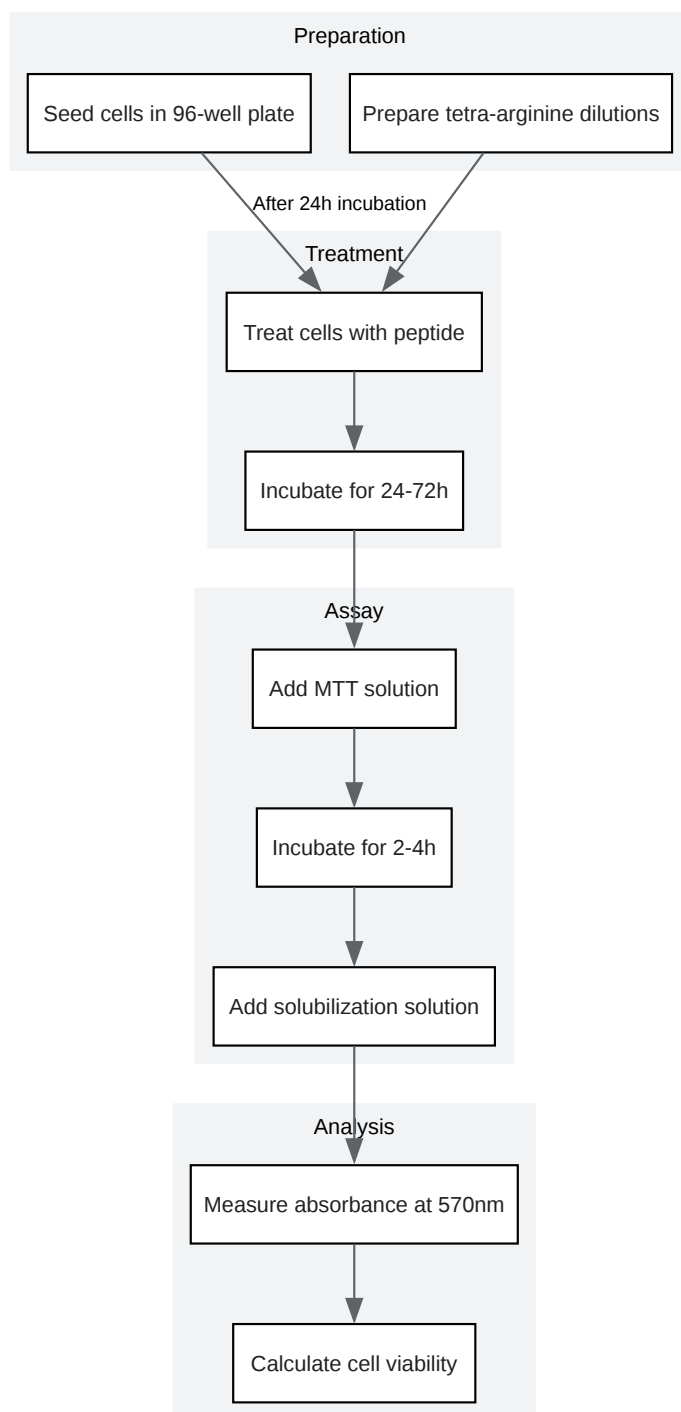 Preparation
Seed cells in 96-well plate
Prepare tetra-arginine dilutions
After 24h incubation
Treatment
Treat cells with peptide
Incubate for 24-72h
Assay
Add MTT solution
Incubate for 2-4h
Add solubilization solution
Analysis
Measure absorbance at 570nm
Calculate cell viability